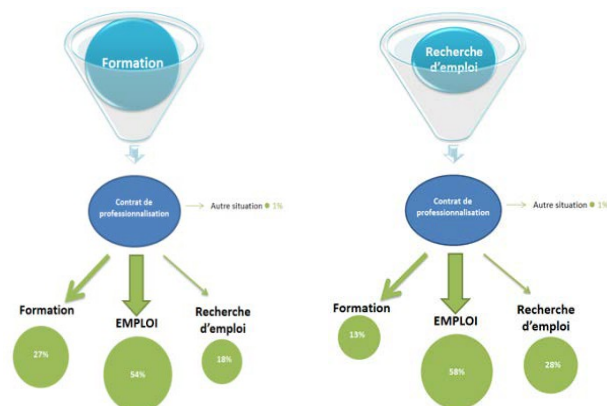 Formation
Contrat de
professionnalisation
Autre situation 1%
Formation
EMPLOI
Recherche
d'emploi
27%
54%
18%
Recherche
d'emploi
Contrat de
professionnalisation
Autre situation 1%
Formation
EMPLOI
Recherche
d'emploi
13%
58%
28%